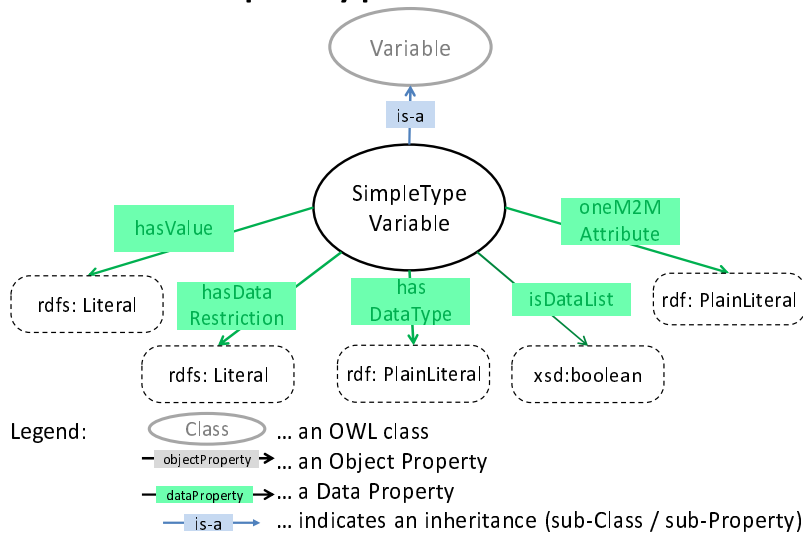 Variable
is-a
SimpleType
Variable
hasValue
oneM2M
Attribute
hasData
Restriction
has
DataType
isDataList
rdfs: Literal
rdf: PlainLiteral
rdfs: Literal
rdf: PlainLiteral
xsd:boolean
Legend:
Class ... an OWL class
objectProperty ... an Object Property
dataProperty ... a Data Property
is-a ... indicates an inheritance (sub-Class / sub-Property)